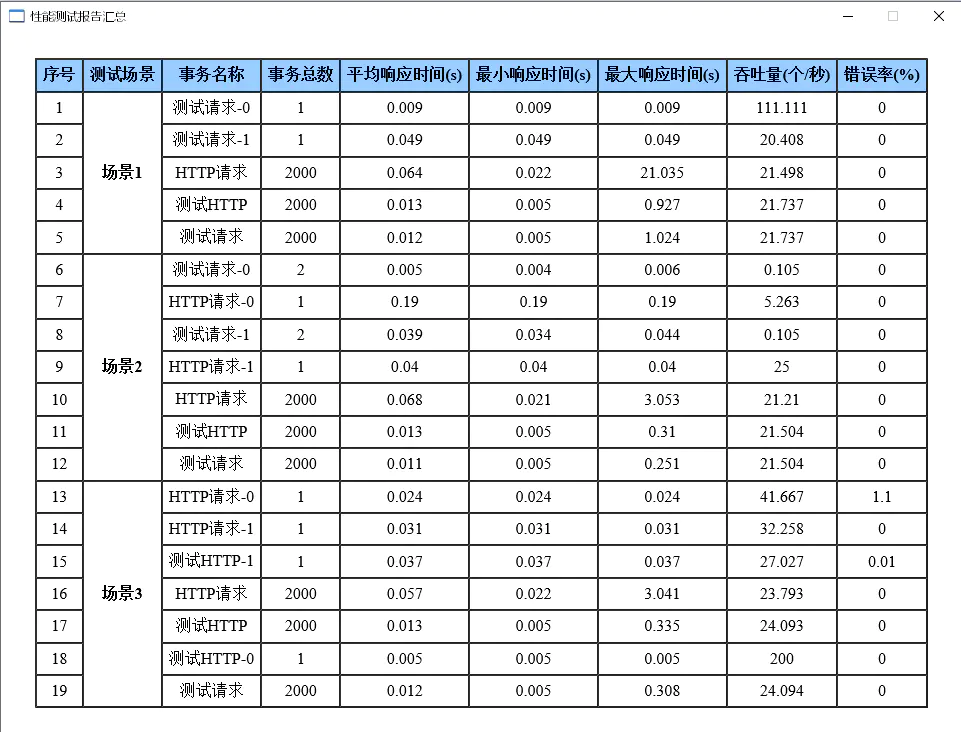 性能测试报告汇总
序号 测试场景 事务名称 事务总数 平均响应时间(s) 最小响应时间(s) 最大响应时间(s) 吞吐量(个/秒) 错误率(%)
1 测试请求-0 1 0.009 0.009 0.009 111.111 0
2 测试请求-1 1 0.049 0.049 0.049 20.408 0
3 场景1 HTTP请求 2000 0.064 0.022 21.035 21.498 0
4 测试HTTP 2000 0.013 0.005 0.927 21.737 0
5 测试请求 2000 0.012 0.005 1.024 21.737 0
6 测试请求-0 2 0.005 0.004 0.006 0.105 0
7 HTTP请求-0 1 0.19 0.19 0.19 5.263 0
8 测试请求-1 2 0.039 0.034 0.044 0.105 0
9 场景2 HTTP请求-1 1 0.04 0.04 0.04 25 0
10 HTTP请求 2000 0.068 0.021 3.053 21.21 0
11 测试HTTP 2000 0.013 0.005 0.31 21.504 0
12 测试请求 2000 0.011 0.005 0.251 21.504 0
13 HTTP请求-0 1 0.024 0.024 0.024 41.667 1.1
14 HTTP请求-1 1 0.031 0.031 0.031 32.258 0
15 测试HTTP-1 1 0.037 0.037 0.037 27.027 0.01
16 场景3 HTTP请求 2000 0.057 0.022 3.041 23.793 0
17 测试HTTP 2000 0.013 0.005 0.335 24.093 0
18 测试HTTP-0 1 0.005 0.005 0.005 200 0
19 测试请求 2000 0.012 0.005 0.308 24.094 0